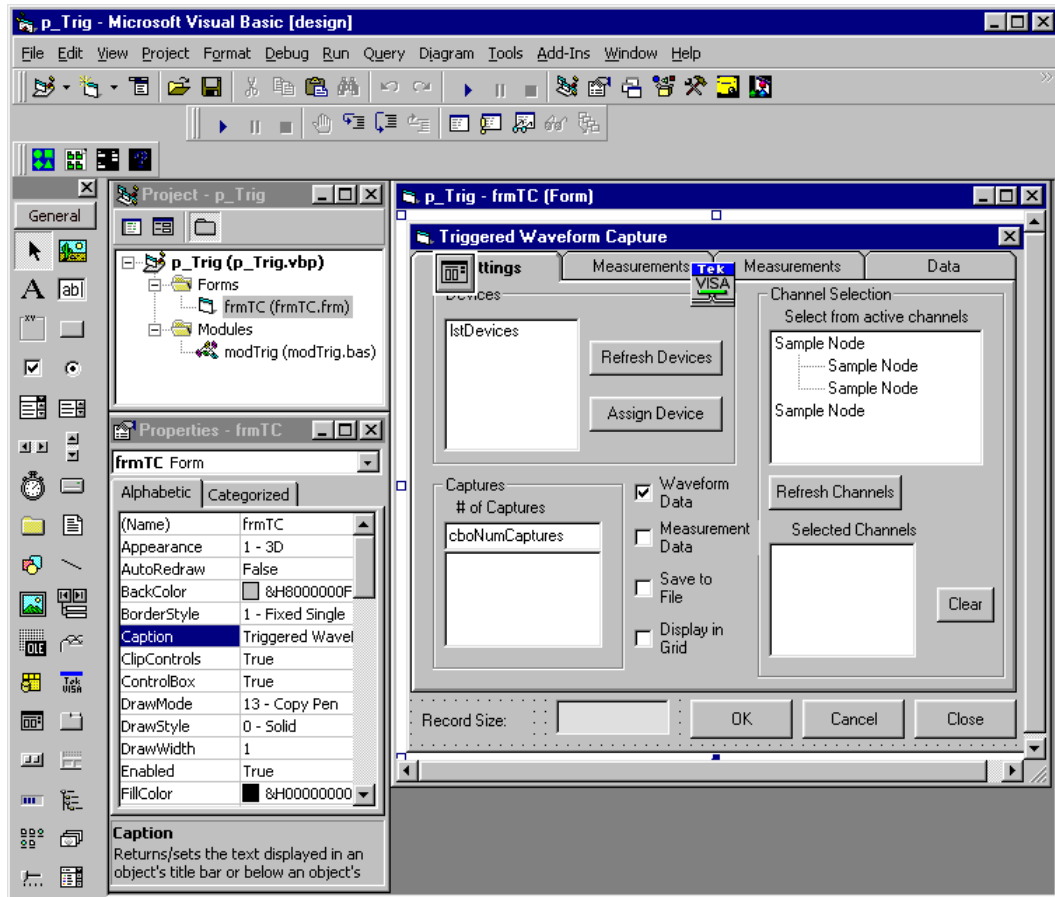 p_Trig - Microsoft Visual Basic [design]
File Edit View Project Format Debug Run Query Diagram Tools Add-Ins Window Help
General
A ab|
XY
OLE
Tek VISA
Project - p_Trig
p_Trig (p_Trig.vbp)
Forms
frmTC (frmTC.frm)
Modules
modTrig (modTrig.bas)
Properties - frmTC
frmTC Form
Alphabetic Categorized
(Name) frmTC
Appearance 1 - 3D
AutoRedraw False
BackColor &H8000000F
BorderStyle 1 - Fixed Single
Caption Triggered Wavef
ClipControls True
ControlBox True
DrawMode 13 - Copy Pen
DrawStyle 0 - Solid
DrawWidth 1
Enabled True
FillColor &H00000000
Caption
Returns/sets the text displayed in an
object's title bar or below an object's
p_Trig - frmTC (Form)
Triggered Waveform Capture
ttings Measurements Measurements Data
Tek
VISA
Devices
lstDevices
Refresh Devices
Assign Device
Captures
# of Captures
cboNumCaptures
Waveform
Data
Measurement
Data
Save to
File
Display in
Grid
Channel Selection
Select from active channels
Sample Node
Sample Node
Sample Node
Sample Node
Refresh Channels
Selected Channels
Clear
Record Size: OK Cancel Close